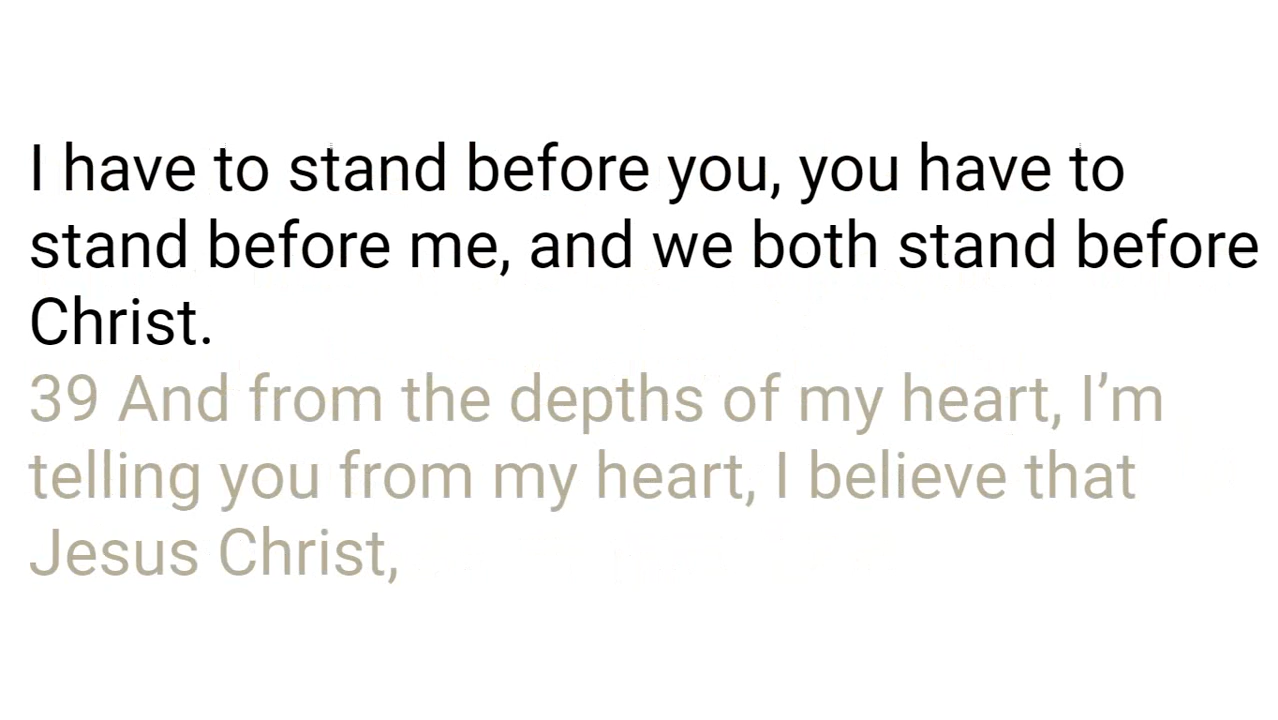 I have to stand before you, you have to
stand before me, and we both stand before
Christ.
39 And from the depths of my heart, I’m
telling you from my heart, I believe that
Jesus Christ,